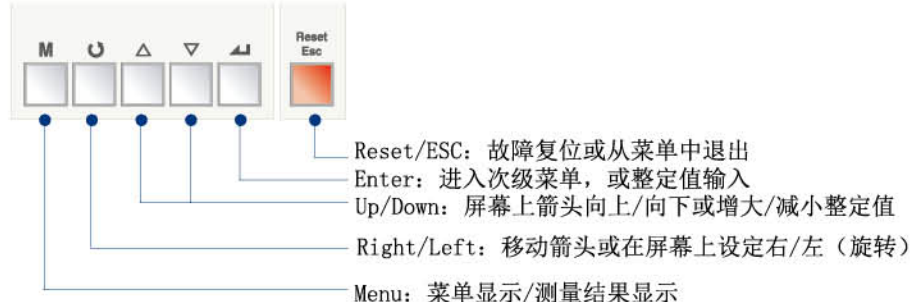 M
Reset
Esc
Reset/ESC：故障复位或从菜单中退出
Enter：进入次级菜单，或整定值输入
Up/Down：屏幕上箭头向上/向下或增大/减小整定值
Right/Left：移动箭头或在屏幕上设定右/左（旋转）
Menu：菜单显示/测量结果显示